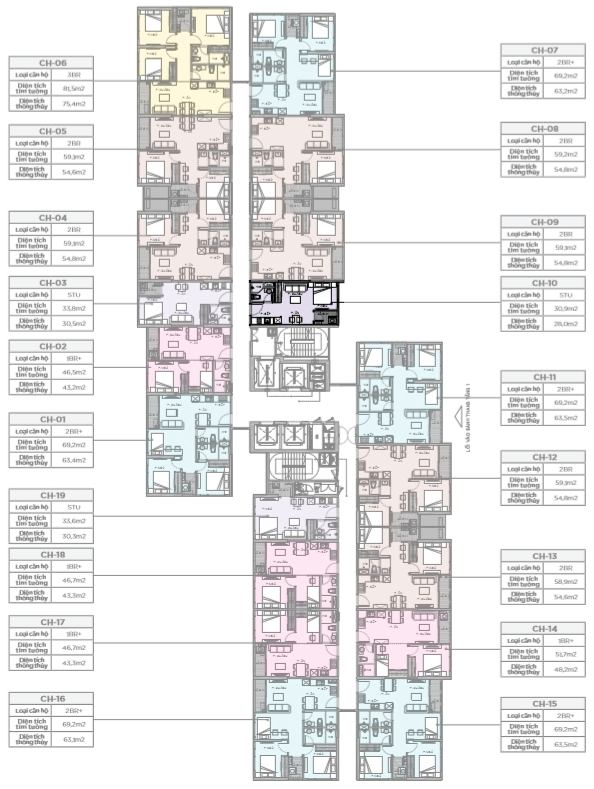 CH-06
Loại căn hộ 3BR
Diện tích tim tường 81,5m2
Diện tích thông thủy 75,4m2
CH-05
Loại căn hộ 2BR
Diện tích tim tường 59,1m2
Diện tích thông thủy 54,6m2
CH-04
Loại căn hộ 2BR
Diện tích tim tường 59,1m2
Diện tích thông thủy 54,8m2
CH-03
Loại căn hộ STU
Diện tích tim tường 33,8m2
Diện tích thông thủy 30,5m2
CH-02
Loại căn hộ 1BR+
Diện tích tim tường 46,5m2
Diện tích thông thủy 43,2m2
CH-01
Loại căn hộ 2BR+
Diện tích tim tường 69,2m2
Diện tích thông thủy 63,4m2
CH-19
Loại căn hộ STU
Diện tích tim tường 33,6m2
Diện tích thông thủy 30,3m2
CH-18
Loại căn hộ 1BR+
Diện tích tim tường 46,7m2
Diện tích thông thủy 43,3m2
CH-17
Loại căn hộ 1BR+
Diện tích tim tường 46,7m2
Diện tích thông thủy 43,3m2
CH-16
Loại căn hộ 2BR+
Diện tích tim tường 69,2m2
Diện tích thông thủy 63,1m2
CH-07
Loại căn hộ 2BR+
Diện tích tim tường 69,2m2
Diện tích thông thủy 63,2m2
CH-08
Loại căn hộ 2BR
Diện tích tim tường 59,2m2
Diện tích thông thủy 54,8m2
CH-09
Loại căn hộ 2BR
Diện tích tim tường 59,1m2
Diện tích thông thủy 54,8m2
CH-10
Loại căn hộ STU
Diện tích tim tường 30,9m2
Diện tích thông thủy 28,0m2
CH-11
Loại căn hộ 2BR+
Diện tích tim tường 69,2m2
Diện tích thông thủy 63,5m2
LỐI VÀO SẢNH THANG TẦNG 1
CH-12
Loại căn hộ 2BR
Diện tích tim tường 59,1m2
Diện tích thông thủy 54,8m2
CH-13
Loại căn hộ 2BR
Diện tích tim tường 58,9m2
Diện tích thông thủy 54,6m2
CH-14
Loại căn hộ 1BR+
Diện tích tim tường 51,7m2
Diện tích thông thủy 48,2m2
CH-15
Loại căn hộ 2BR+
Diện tích tim tường 69,2m2
Diện tích thông thủy 63,5m2